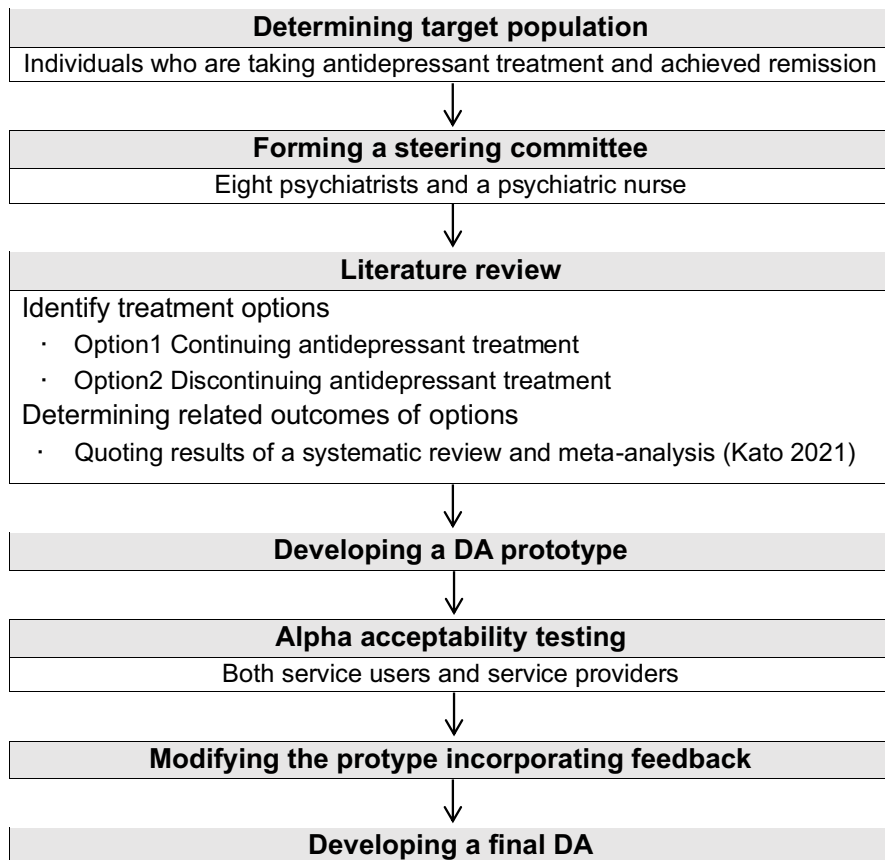 Determining target population
Individuals who are taking antidepressant treatment and achieved remission
Forming a steering committee
Eight psychiatrists and a psychiatric nurse
Literature review
Identify treatment options
· Option1 Continuing antidepressant treatment
· Option2 Discontinuing antidepressant treatment
Determining related outcomes of options
· Quoting results of a systematic review and meta-analysis (Kato 2021)
Developing a DA prototype
Alpha acceptability testing
Both service users and service providers
Modifying the protype incorporating feedback
Developing a final DA